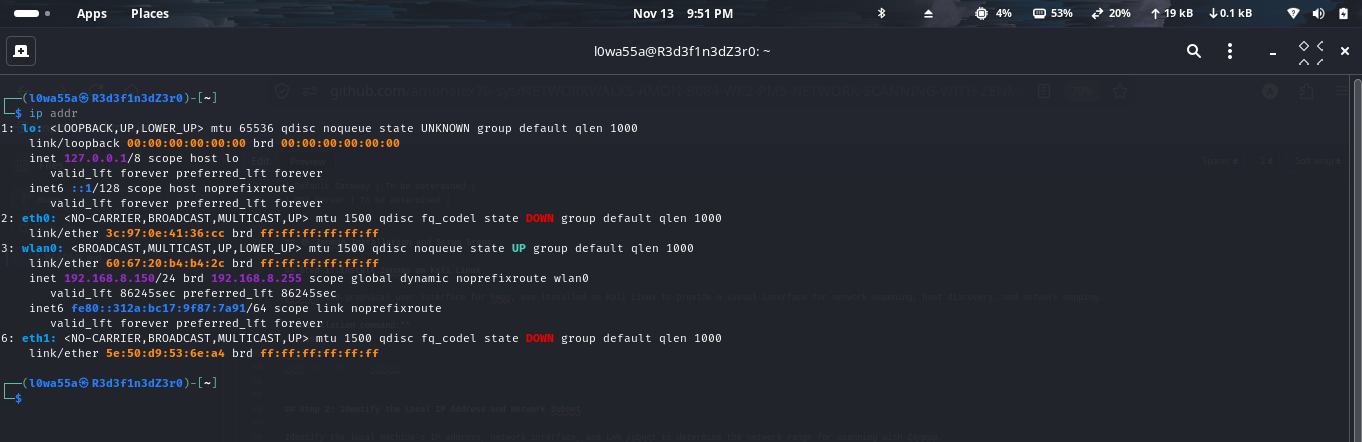 Apps Places Nov 13 9:51 PM 4% 53% 20% 19 kB 0.1 kB
l0wa55a@R3d3f1n3dZ3r0: ~
┌──(l0wa55a㉿R3d3f1n3dZ3r0)-[~]
└─$ ip addr
1: lo: <LOOPBACK,UP,LOWER_UP> mtu 65536 qdisc noqueue state UNKNOWN group default qlen 1000
link/loopback 00:00:00:00:00:00 brd 00:00:00:00:00:00
inet 127.0.0.1/8 scope host lo
valid_lft forever preferred_lft forever
inet6 ::1/128 scope host noprefixroute
valid_lft forever preferred_lft forever
2: eth0: <NO-CARRIER,BROADCAST,MULTICAST,UP> mtu 1500 qdisc fq_codel state DOWN group default qlen 1000
link/ether 3c:97:0e:41:36:cc brd ff:ff:ff:ff:ff:ff
3: wlan0: <BROADCAST,MULTICAST,UP,LOWER_UP> mtu 1500 qdisc noqueue state UP group default qlen 1000
link/ether 60:67:20:b4:b4:2c brd ff:ff:ff:ff:ff:ff
inet 192.168.8.150/24 brd 192.168.8.255 scope global dynamic noprefixroute wlan0
valid_lft 86245sec preferred_lft 86245sec
inet6 fe80::312a:bc17:9f87:7a91/64 scope link noprefixroute
valid_lft forever preferred_lft forever
6: eth1: <NO-CARRIER,BROADCAST,MULTICAST,UP> mtu 1500 qdisc fq_codel state DOWN group default qlen 1000
link/ether 5e:50:d9:53:6e:a4 brd ff:ff:ff:ff:ff:ff
┌──(l0wa55a㉿R3d3f1n3dZ3r0)-[~]
└─$
## Step 2: Identify the Local IP Address and Network Subnet